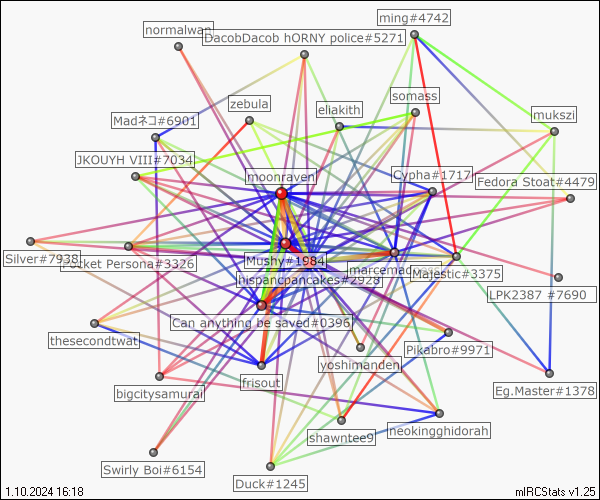 ming#4742
normalwan
DacobDacob hORNY police#5271
somass
zebula
eliakith
mukszi
Madネコ#6901
JKOUYH VIII#7034
moonraven
Cypha#1717
Fedora Stoat#4479
Silver#7938
Pocket Persona#3326
Mushy#1984
marcemad
Majestic#3375
hispancpancakes#2928
LPK2387 #7690
Can anything be saved#0396
thesecondtwat
Pikabro#9971
yoshimanden
frisout
Eg.Master#1378
bigcitysamurai
shawntee9
neokingghidorah
Swirly Boi#6154
Duck#1245
1.10.2024 16:18
mIRCStats v1.25